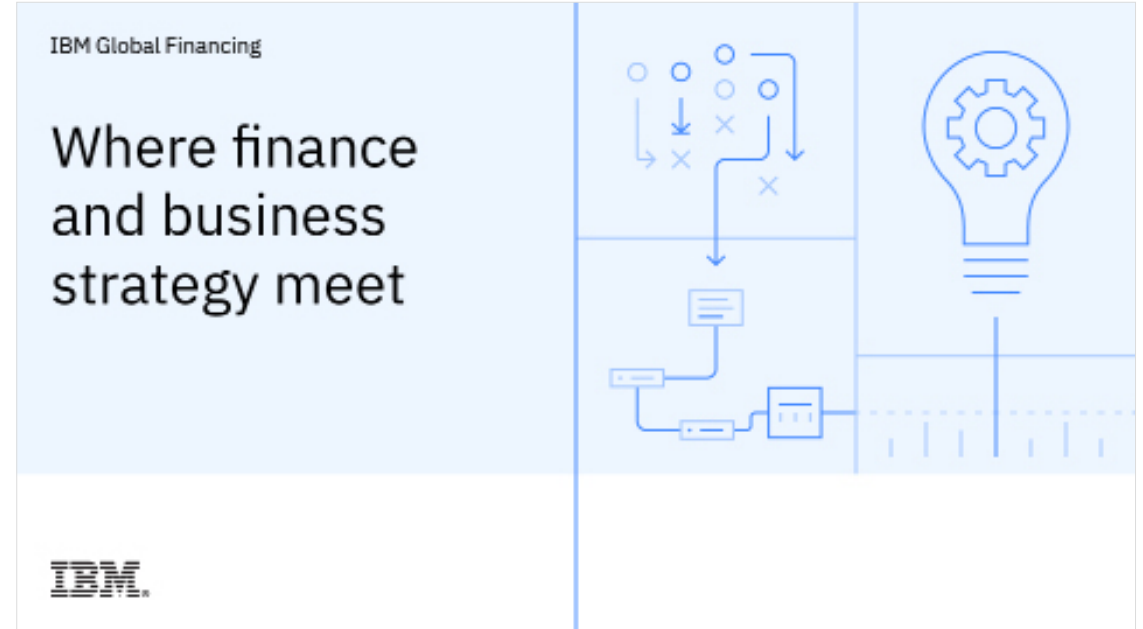 IBM Global Financing
Where finance
and business
strategy meet
IBM.